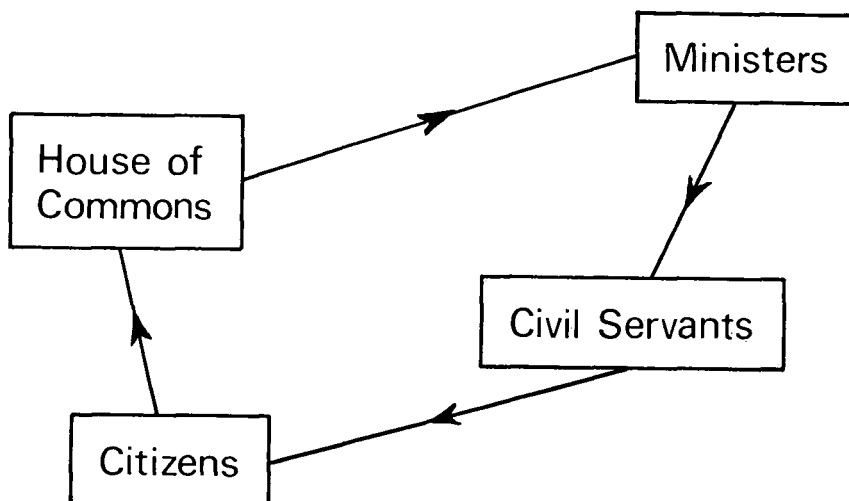 Ministers
House of
Commons
Civil Servants
Citizens